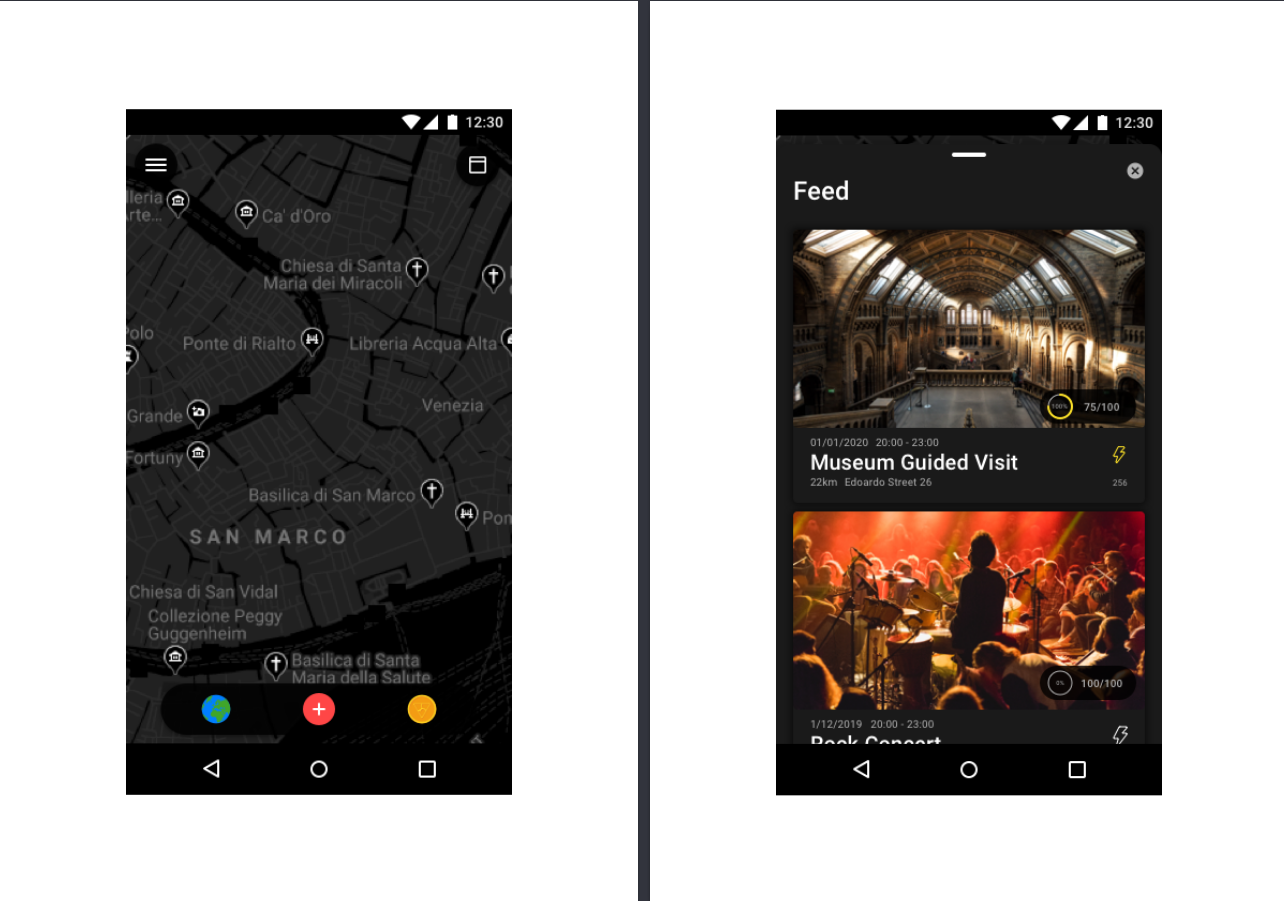 12:30
lleria
rte...
Ca' d'Oro
Chiesa di Santa
Maria dei Miracoli
Polo
Ponte di Rialto
Libreria Acqua Alta
Venezia
Grande
Fortuny
Basilica di San Marco
Pon
SAN MARCO
Chiesa di San Vidal
Collezione Peggy
Guggenheim
Basilica di Santa
Maria della Salute
12:30
Feed
100%
75/100
01/01/2020 20:00 - 23:00
Museum Guided Visit
22km Edoardo Street 26
256
0%
100/100
1/12/2019 20:00 - 23:00
Rock Concert